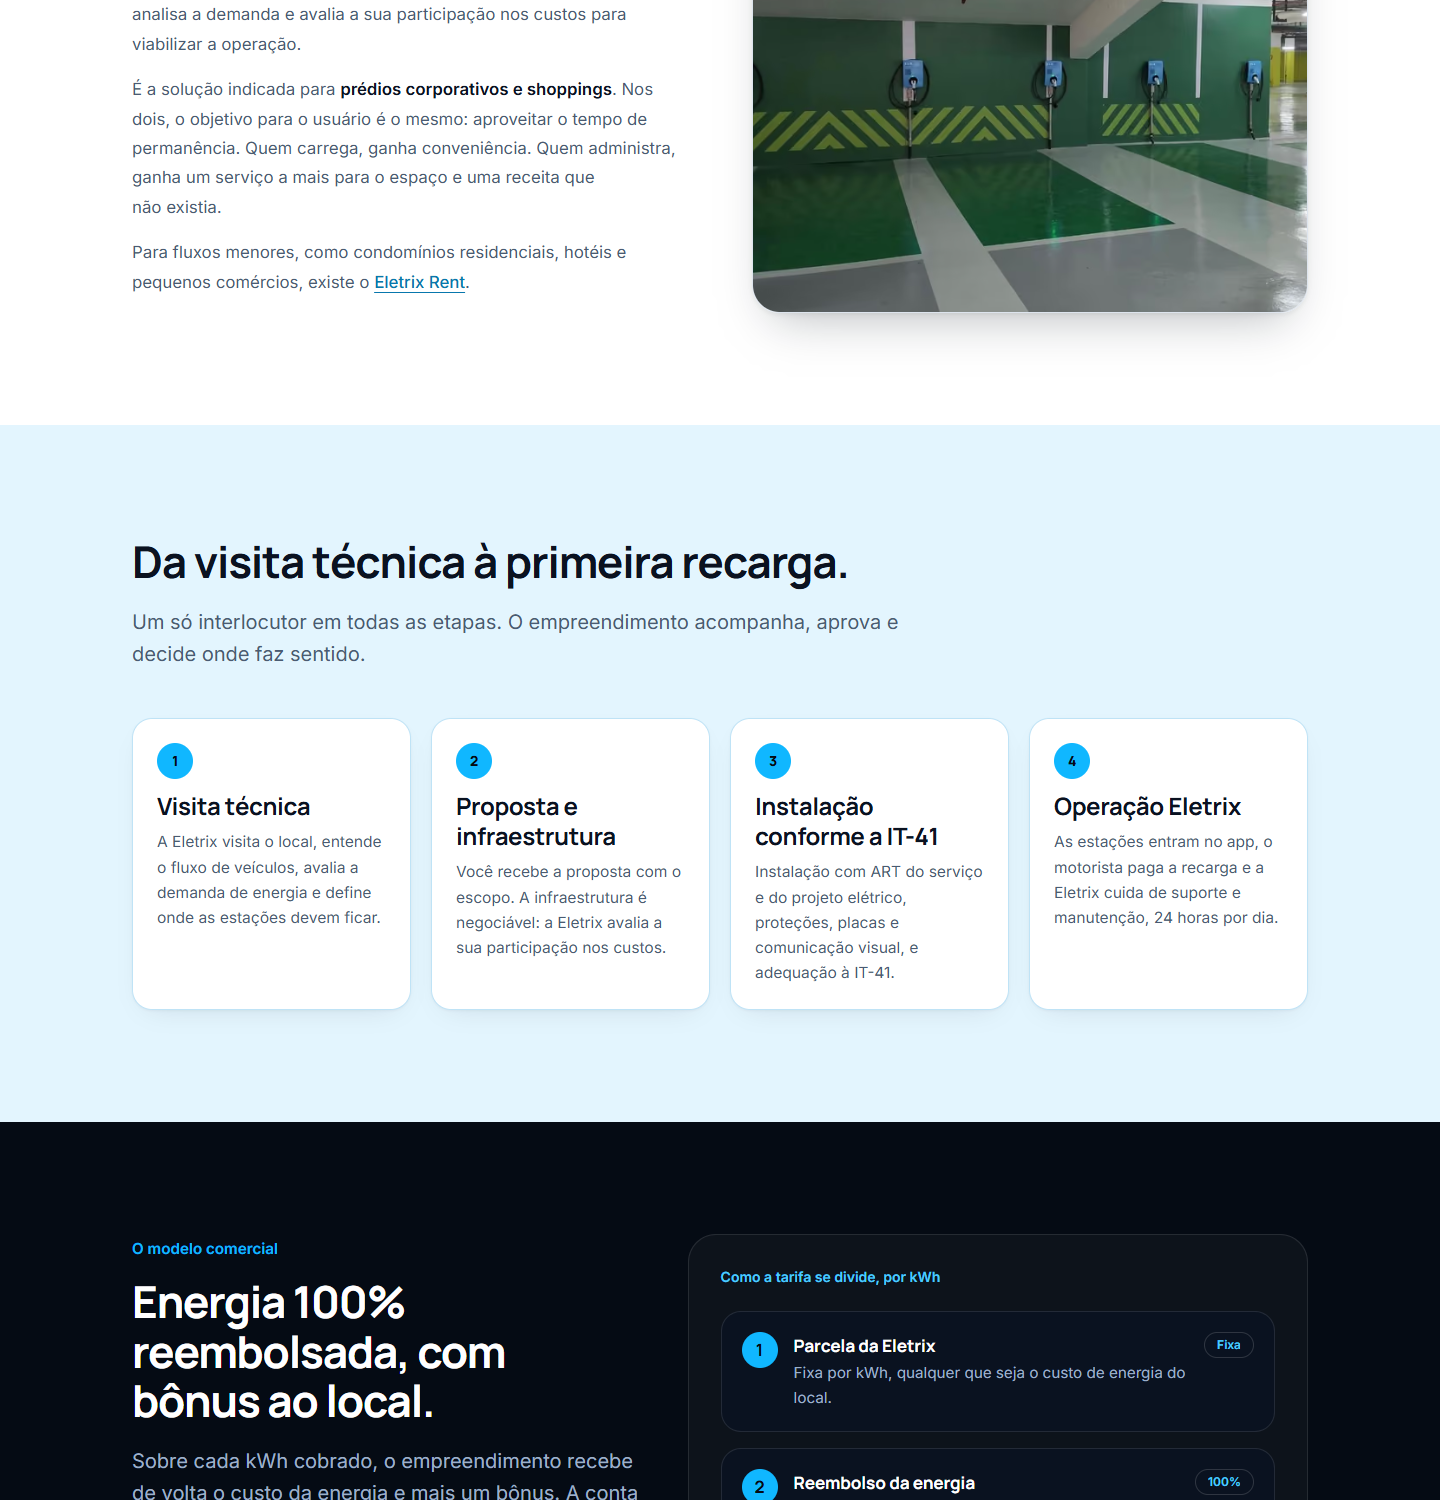 analisa a demanda e avalia a sua participação nos custos para
viabilizar a operação.
É a solução indicada para prédios corporativos e shoppings. Nos
dois, o objetivo para o usuário é o mesmo: aproveitar o tempo de
permanência. Quem carrega, ganha conveniência. Quem administra,
ganha um serviço a mais para o espaço e uma receita que
não existia.
Para fluxos menores, como condomínios residenciais, hotéis e
pequenos comércios, existe o Eletrix Rent.
Da visita técnica à primeira recarga.
Um só interlocutor em todas as etapas. O empreendimento acompanha, aprova e
decide onde faz sentido.
1
Visita técnica
A Eletrix visita o local, entende
o fluxo de veículos, avalia a
demanda de energia e define
onde as estações devem ficar.
2
Proposta e
infraestrutura
Você recebe a proposta com o
escopo. A infraestrutura é
negociável: a Eletrix avalia a
sua participação nos custos.
3
Instalação
conforme a IT-41
Instalação com ART do serviço
e do projeto elétrico,
proteções, placas e
comunicação visual, e
adequação à IT-41.
4
Operação Eletrix
As estações entram no app, o
motorista paga a recarga e a
Eletrix cuida de suporte e
manutenção, 24 horas por dia.
O modelo comercial
Energia 100%
reembolsada, com
bônus ao local.
Sobre cada kWh cobrado, o empreendimento recebe
de volta o custo da energia e mais um bônus. A conta
Como a tarifa se divide, por kWh
1
Parcela da Eletrix
Fixa
Fixa por kWh, qualquer que seja o custo de energia do
local.
2
Reembolso da energia
100%